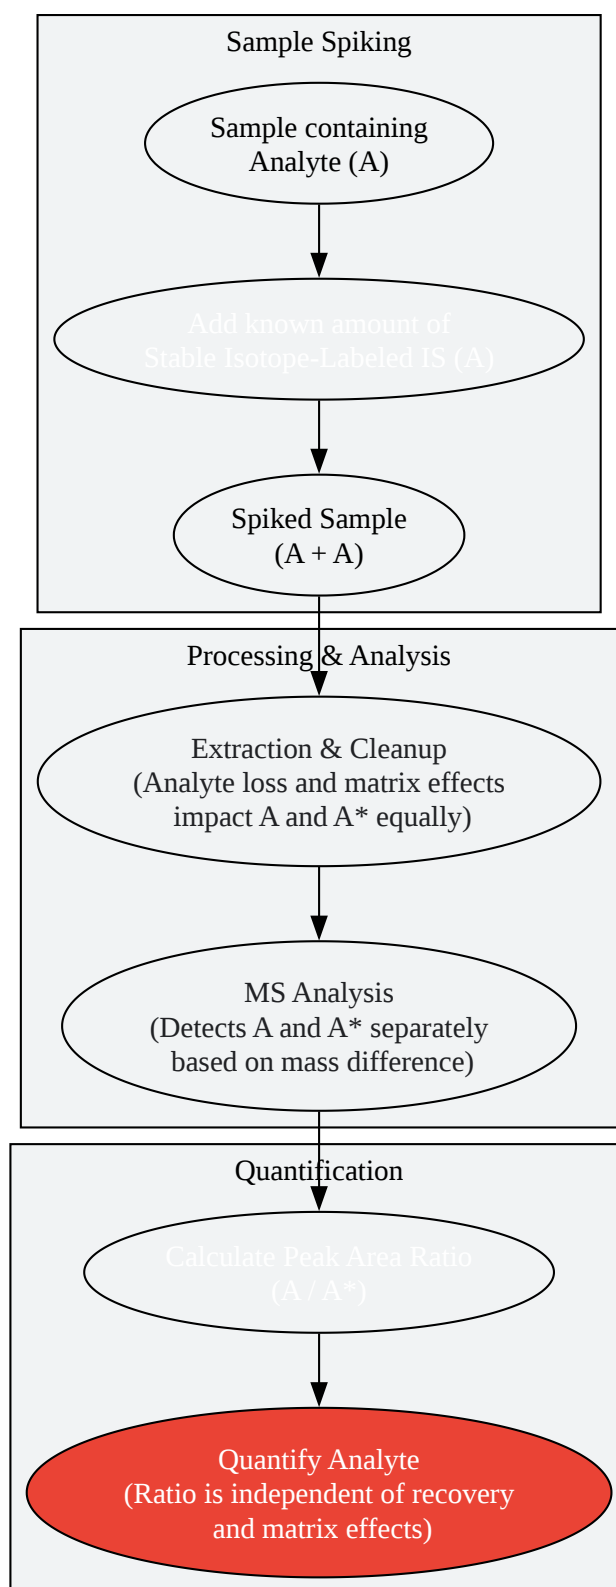 Sample Spiking
Sample containing
Analyte (A)
Add known amount of
Stable Isotope-Labeled IS (A)
Spiked Sample
(A + A)
Processing & Analysis
Extraction & Cleanup
(Analyte loss and matrix effects
impact A and A* equally)
MS Analysis
(Detects A and A* separately
based on mass difference)
Quantification
Calculate Peak Area Ratio
(A / A*)
Quantify Analyte
(Ratio is independent of recovery
and matrix effects)